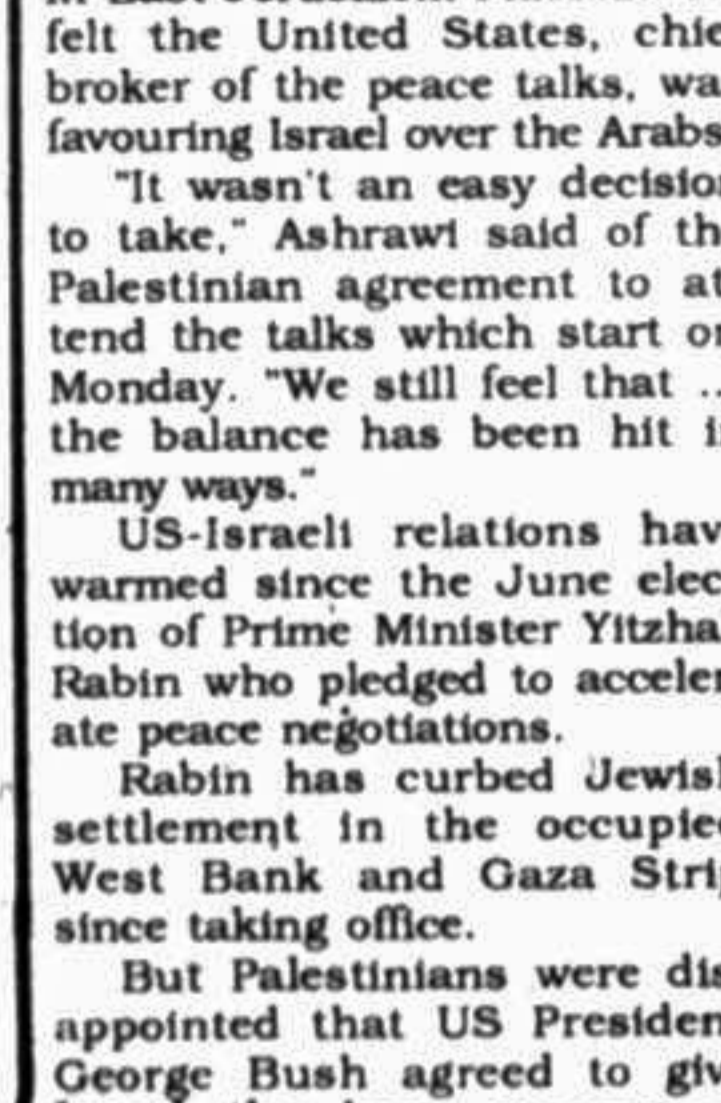 felt the United States, chie
broker of the peace talks, wa
favouring Israel over the Arabs
"It wasn't an easy decision
to take," Ashrawi said of th
Palestinian agreement to at
tend the talks which start on
Monday. "We still feel that ..
the balance has been hit i
many ways."
US-Israeli relations hav
warmed since the June elec
tion of Prime Minister Yitzha
Rabin who pledged to acceler
ate peace negotiations.
Rabin has curbed Jewish
settlement in the occupied
West Bank and Gaza Strip
since taking office.
But Palestinians were dis
appointed that US Presiden
George Bush agreed to giv